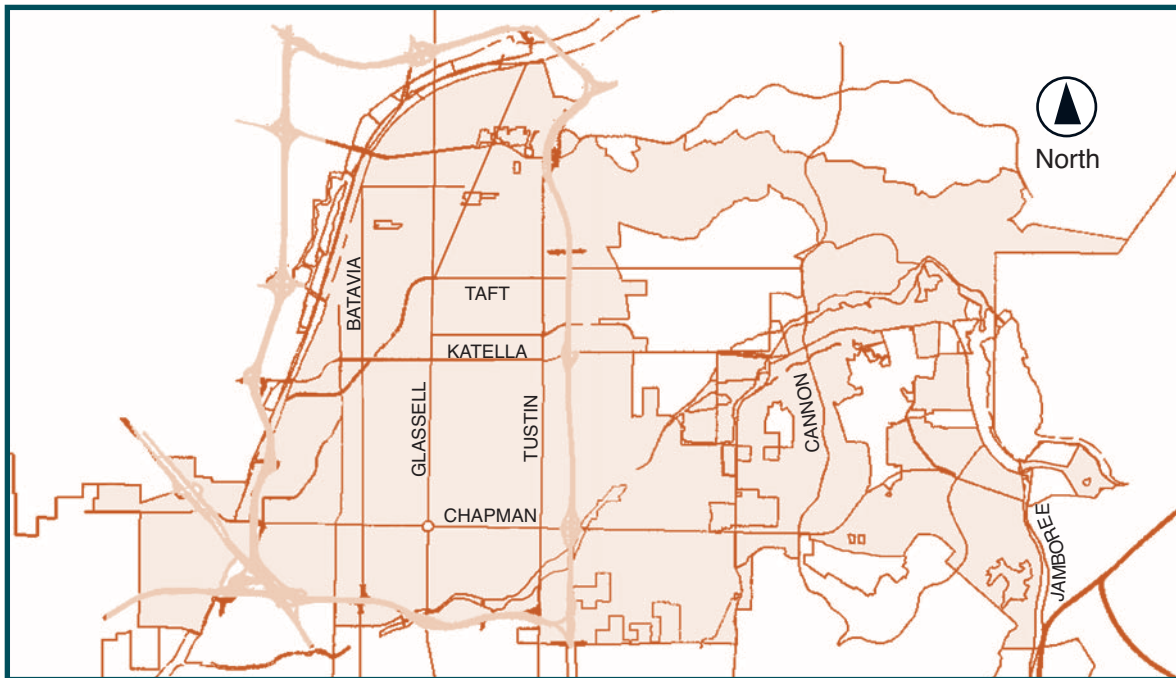 North
BATAVIA
TAFT
KATELLA
GLASSELL
TUSTIN
CANNON
CHAPMAN
JAMBOREE